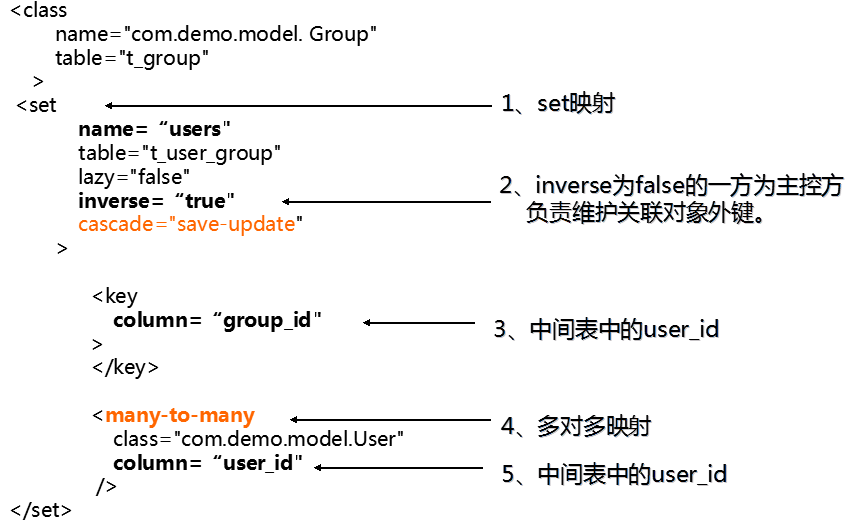 <class
name="com.demo.model. Group"
table="t_group"
>
<set
1、set映射
name= “users"
table="t_user_group"
lazy="false"
inverse= “true"
2、inverse为false的一方为主控方
负责维护关联对象外键。
cascade="save-update"
>
<key
column= “group_id"
3、中间表中的user_id
>
</key>
<many-to-many
4、多对多映射
class="com.demo.model.User"
column= “user_id"
5、中间表中的user_id
/>
</set>